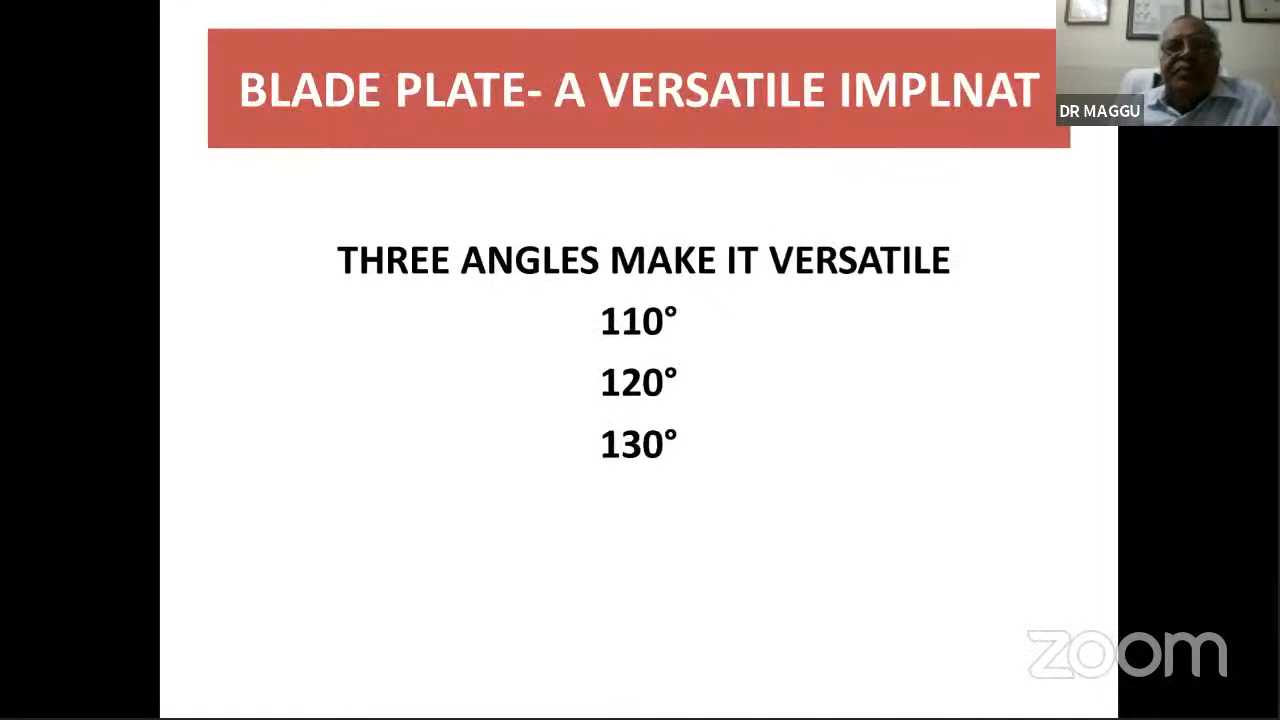 BLADE PLATE- A VERSATILE IMPLNAT
DR MAGGU
THREE ANGLES MAKE IT VERSATILE
110°
120°
130°
zoom